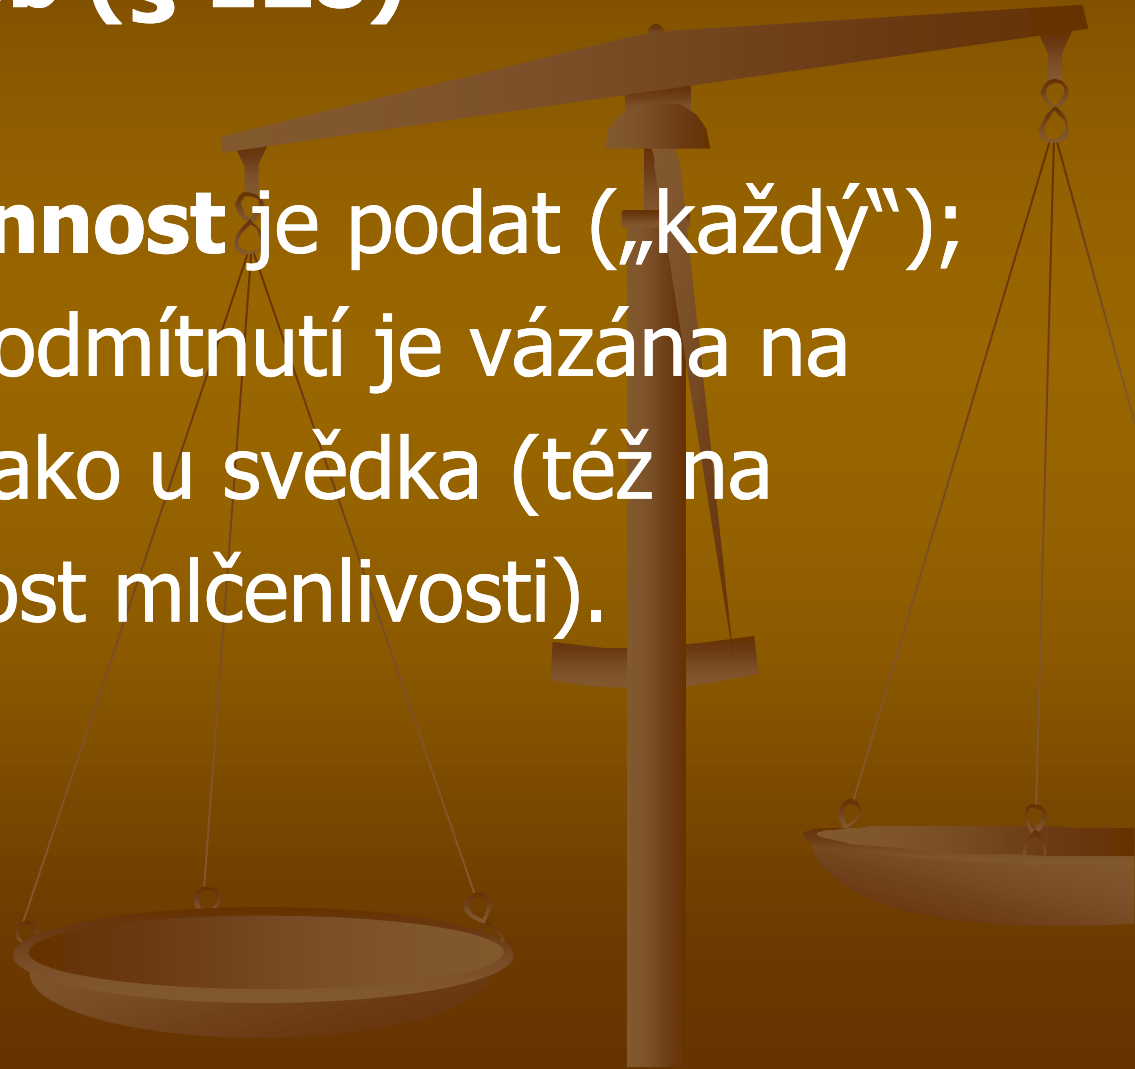 nnost je podat („každý“);
odmítnutí je vázána na
ako u svědka (též na
ost mlčenlivosti).